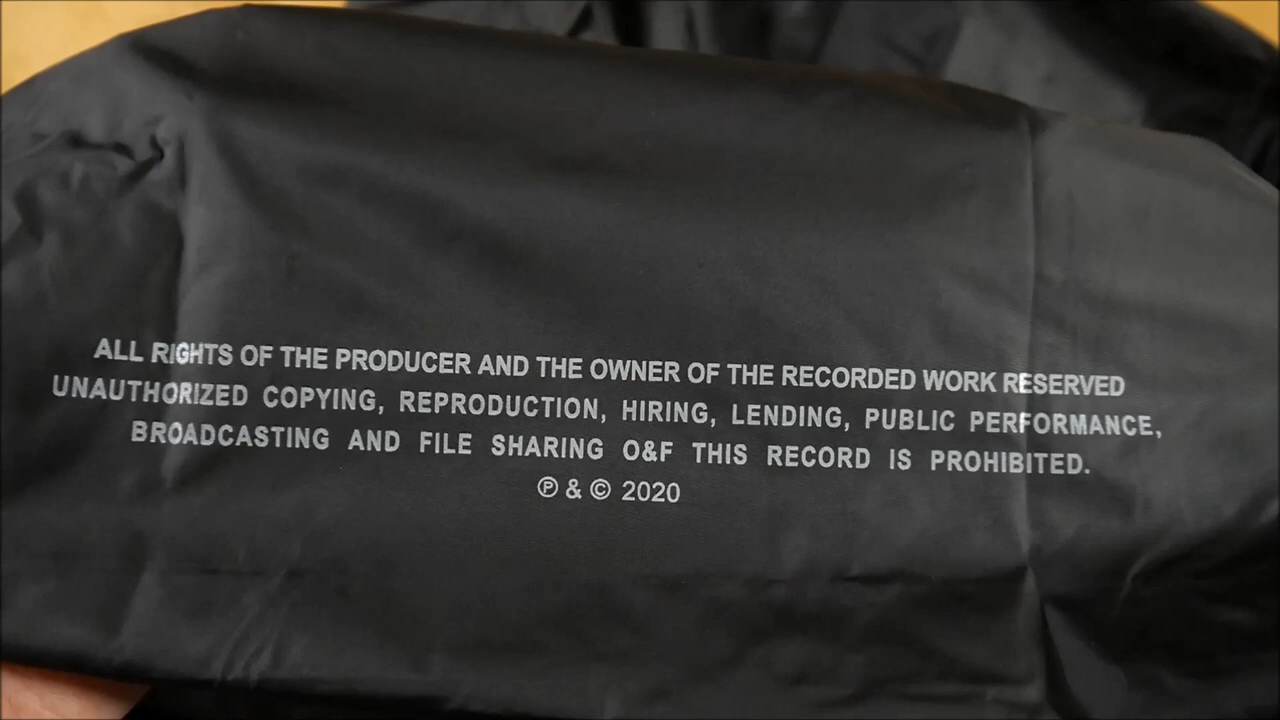 ALL RIGHTS OF THE PRODUCER AND THE OWNER OF THE RECORDED WORK RESERVED
UNAUTHORIZED COPYING, REPRODUCTION, HIRING, LENDING, PUBLIC PERFORMANCE,
BROADCASTING AND FILE SHARING O&F THIS RECORD IS PROHIBITED.
℗ & © 2020